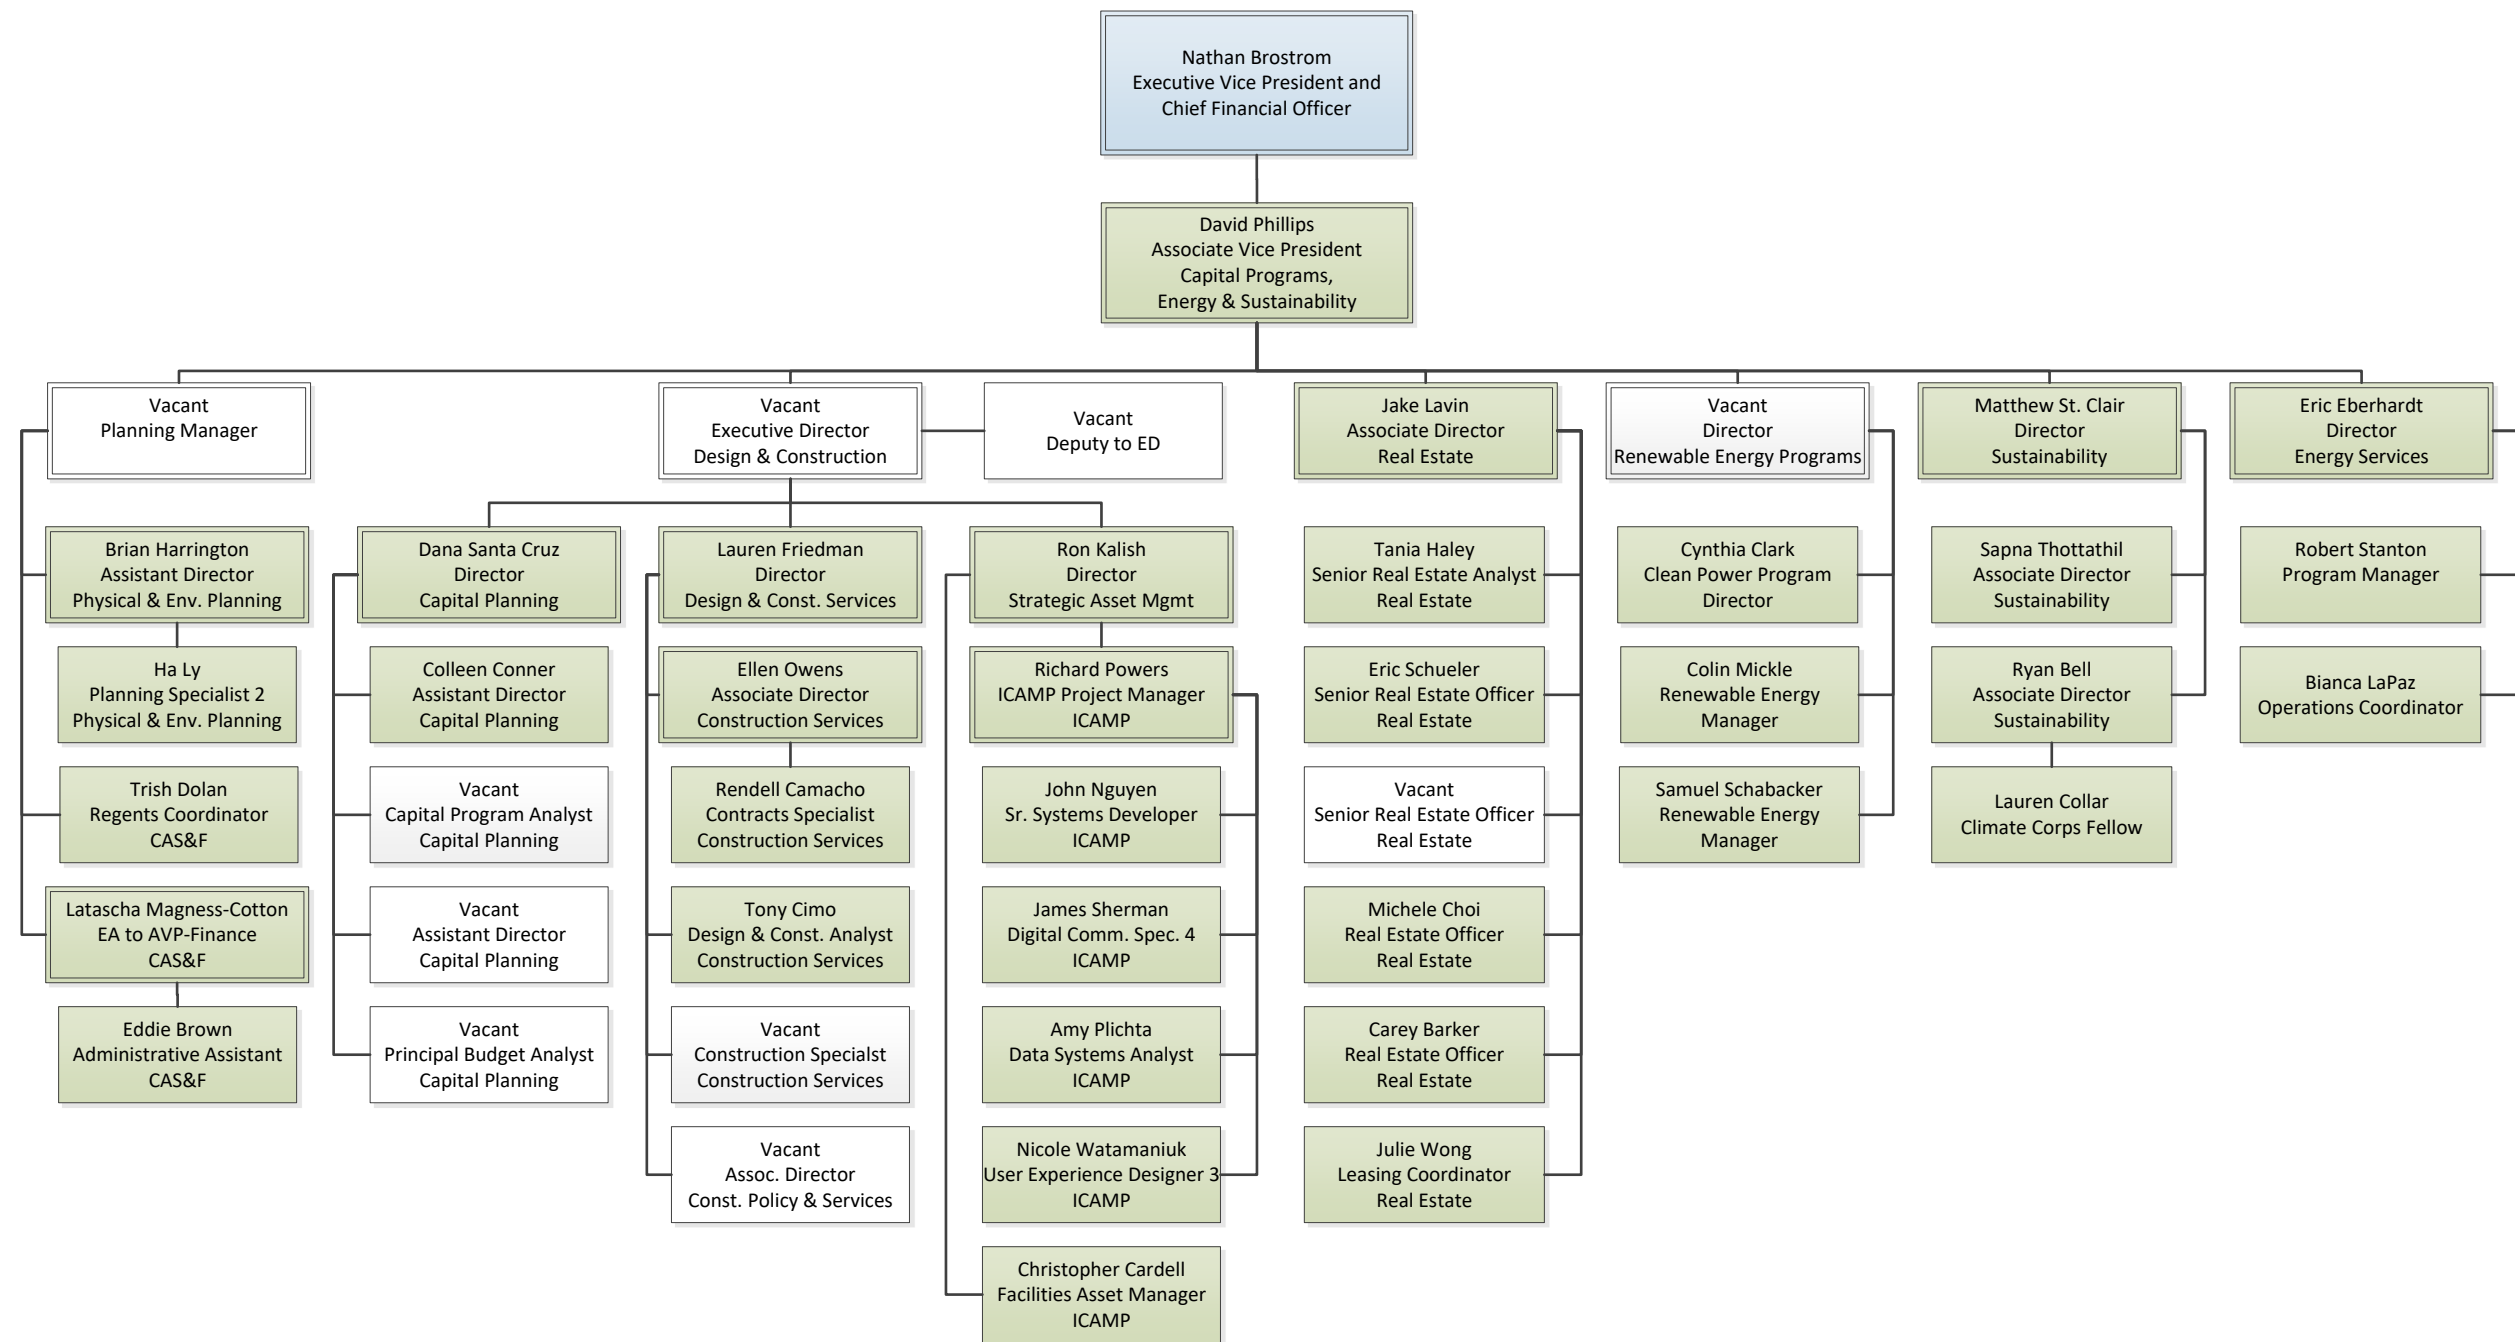 Nathan Brostrom
Executive Vice President and
Chief Financial Officer
David Phillips
Associate Vice President
Capital Programs,
Energy & Sustainability
Vacant
Planning Manager
Vacant
Executive Director
Design & Construction
Vacant
Deputy to ED
Jake Lavin
Associate Director
Real Estate
Vacant
Director
Renewable Energy Programs
Matthew St. Clair
Director
Sustainability
Eric Eberhardt
Director
Energy Services
Brian Harrington
Assistant Director
Physical & Env. Planning
Dana Santa Cruz
Director
Capital Planning
Lauren Friedman
Director
Design & Const. Services
Ron Kalish
Director
Strategic Asset Mgmt
Tania Haley
Senior Real Estate Analyst
Real Estate
Cynthia Clark
Clean Power Program
Director
Sapna Thottathil
Associate Director
Sustainability
Robert Stanton
Program Manager
Ha Ly
Planning Specialist 2
Physical & Env. Planning
Colleen Conner
Assistant Director
Capital Planning
Ellen Owens
Associate Director
Construction Services
Richard Powers
ICAMP Project Manager
ICAMP
Eric Schueler
Senior Real Estate Officer
Real Estate
Colin Mickle
Renewable Energy
Manager
Ryan Bell
Associate Director
Sustainability
Bianca LaPaz
Operations Coordinator
Trish Dolan
Regents Coordinator
CAS&F
Vacant
Capital Program Analyst
Capital Planning
Rendell Camacho
Contracts Specialist
Construction Services
John Nguyen
Sr. Systems Developer
ICAMP
Vacant
Senior Real Estate Officer
Real Estate
Samuel Schabacker
Renewable Energy
Manager
Lauren Collar
Climate Corps Fellow
Latascha Magness-Cotton
EA to AVP-Finance
CAS&F
Vacant
Assistant Director
Capital Planning
Tony Cimo
Design & Const. Analyst
Construction Services
James Sherman
Digital Comm. Spec. 4
ICAMP
Michele Choi
Real Estate Officer
Real Estate
Eddie Brown
Administrative Assistant
CAS&F
Vacant
Principal Budget Analyst
Capital Planning
Vacant
Construction Specialst
Construction Services
Amy Plichta
Data Systems Analyst
ICAMP
Carey Barker
Real Estate Officer
Real Estate
Vacant
Assoc. Director
Const. Policy & Services
Nicole Watamaniuk
User Experience Designer 3
ICAMP
Julie Wong
Leasing Coordinator
Real Estate
Christopher Cardell
Facilities Asset Manager
ICAMP